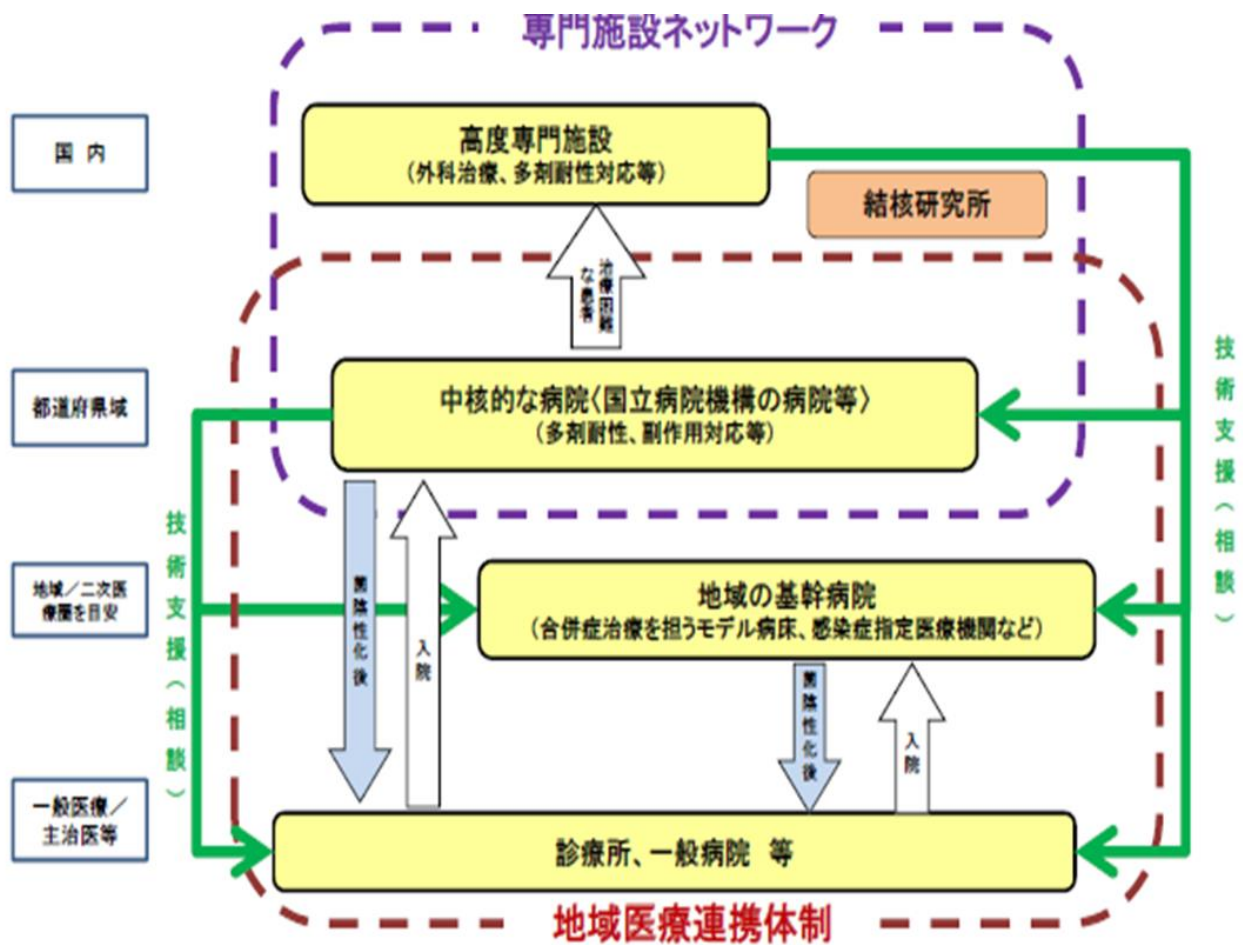 専門施設ネットワーク
国内
高度専門施設
(外科治療、多剤耐性対応等)
結核研究所
治療困難
な患者
都道府県域
中核的な病院〈国立病院機構の病院等〉
(多剤耐性、副作用対応等)
技術支援(相談)
技術支援(相談)
地域/二次医
療圏を目安
菌陰性化後
入院
地域の基幹病院
(合併症治療を担うモデル病床、感染症指定医療機関など)
菌陰性化後
入院
一般医療/
主治医等
診療所、一般病院 等
地域医療連携体制